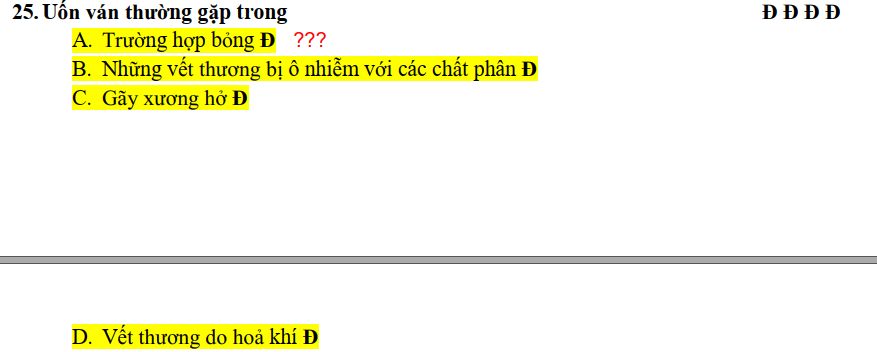 25. Uốn ván thường gặp trong Đ Đ Đ Đ
A. Trường hợp bỏng Đ ???
B. Những vết thương bị ô nhiễm với các chất phân Đ
C. Gãy xương hở Đ
D. Vết thương do hoả khí Đ